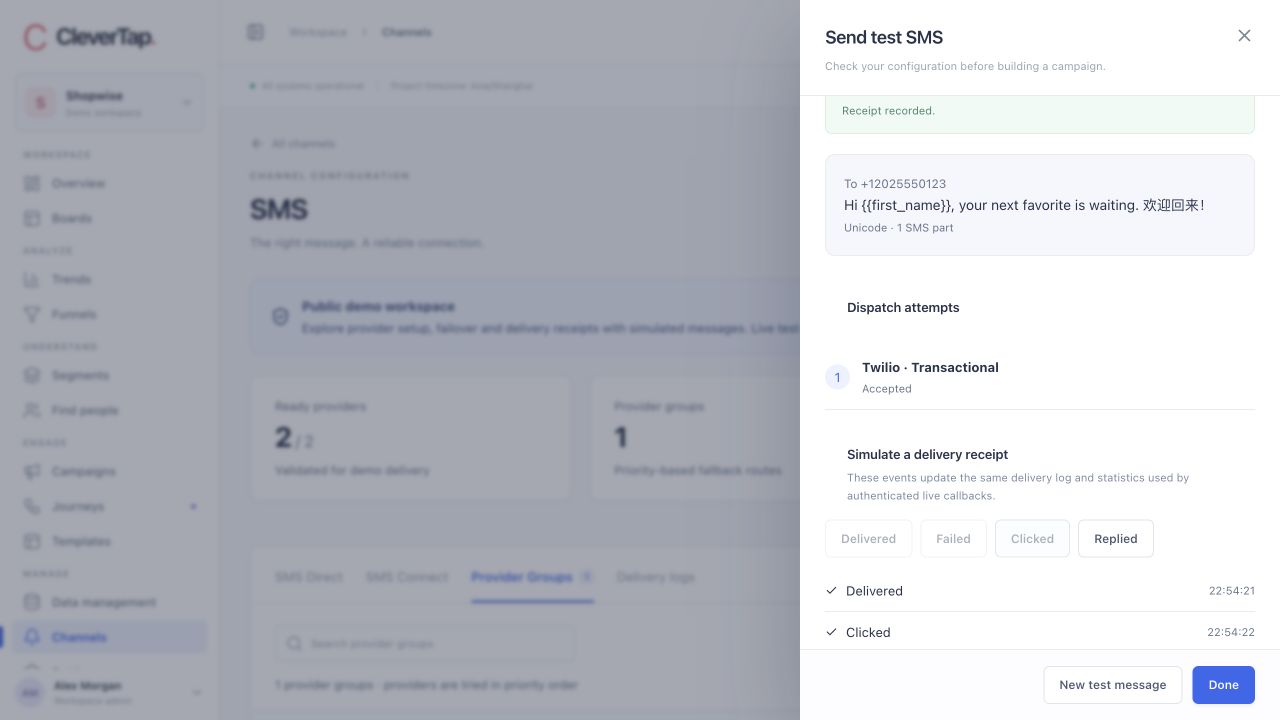 CleverTap.
Workspace
Channels
S
Shopwise
Demo workspace
All systems operational
Project timezone: Asia/Shanghai
WORKSPACE
Overview
Boards
ANALYZE
Trends
Funnels
UNDERSTAND
Segments
Find people
ENGAGE
Campaigns
Journeys
Templates
MANAGE
Data management
Channels
Alex Morgan
Workspace admin
All channels
CHANNEL CONFIGURATION
SMS
The right message. A reliable connection.
Public demo workspace
Explore provider setup, failover and delivery receipts with simulated messages. Live test
Ready providers
2 / 2
Validated for demo delivery
Provider groups
1
Priority-based fallback routes
SMS Direct
SMS Connect
Provider Groups
Delivery logs
Search provider groups
1 provider groups · providers are tried in priority order
Send test SMS
Check your configuration before building a campaign.
Receipt recorded.
To +12025550123
Hi {{first_name}}, your next favorite is waiting. 欢迎回来!
Unicode · 1 SMS part
Dispatch attempts
1
Twilio · Transactional
Accepted
Simulate a delivery receipt
These events update the same delivery log and statistics used by
authenticated live callbacks.
Delivered
Failed
Clicked
Replied
Delivered
22:54:21
Clicked
22:54:22
New test message
Done